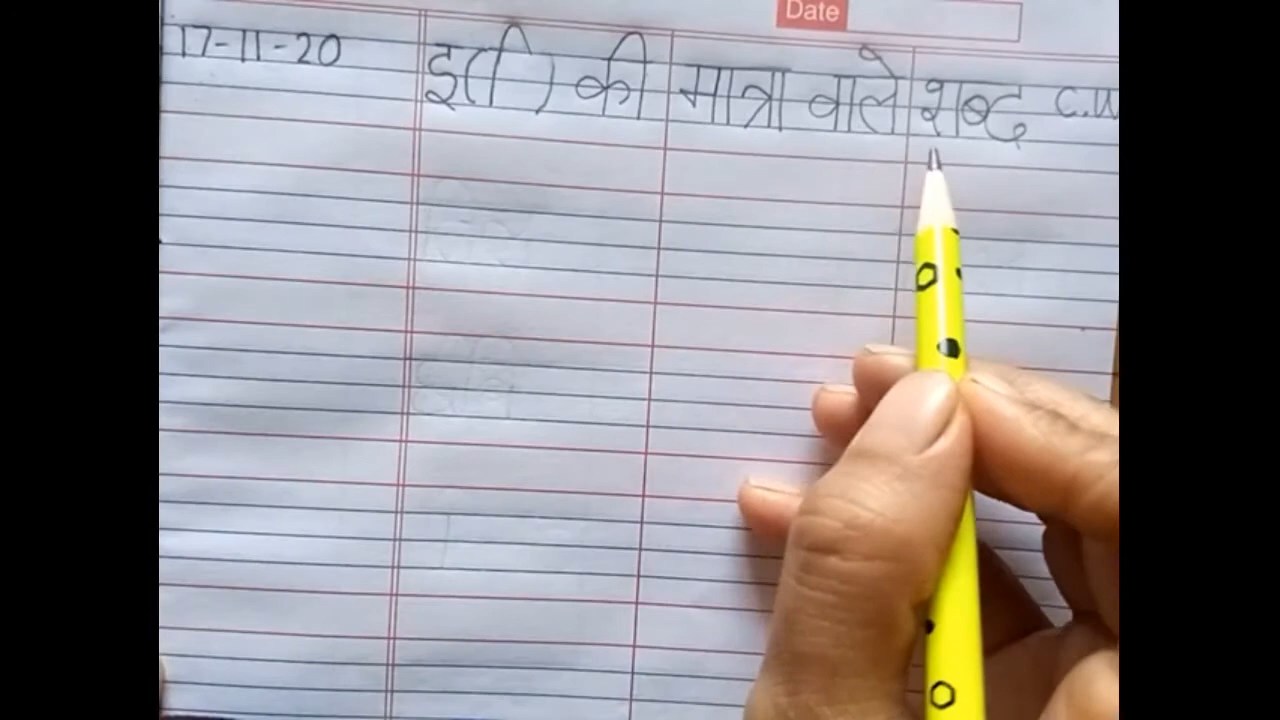 Date
17-11-20 इ(ि) की मात्रा वाले शब्द C.W